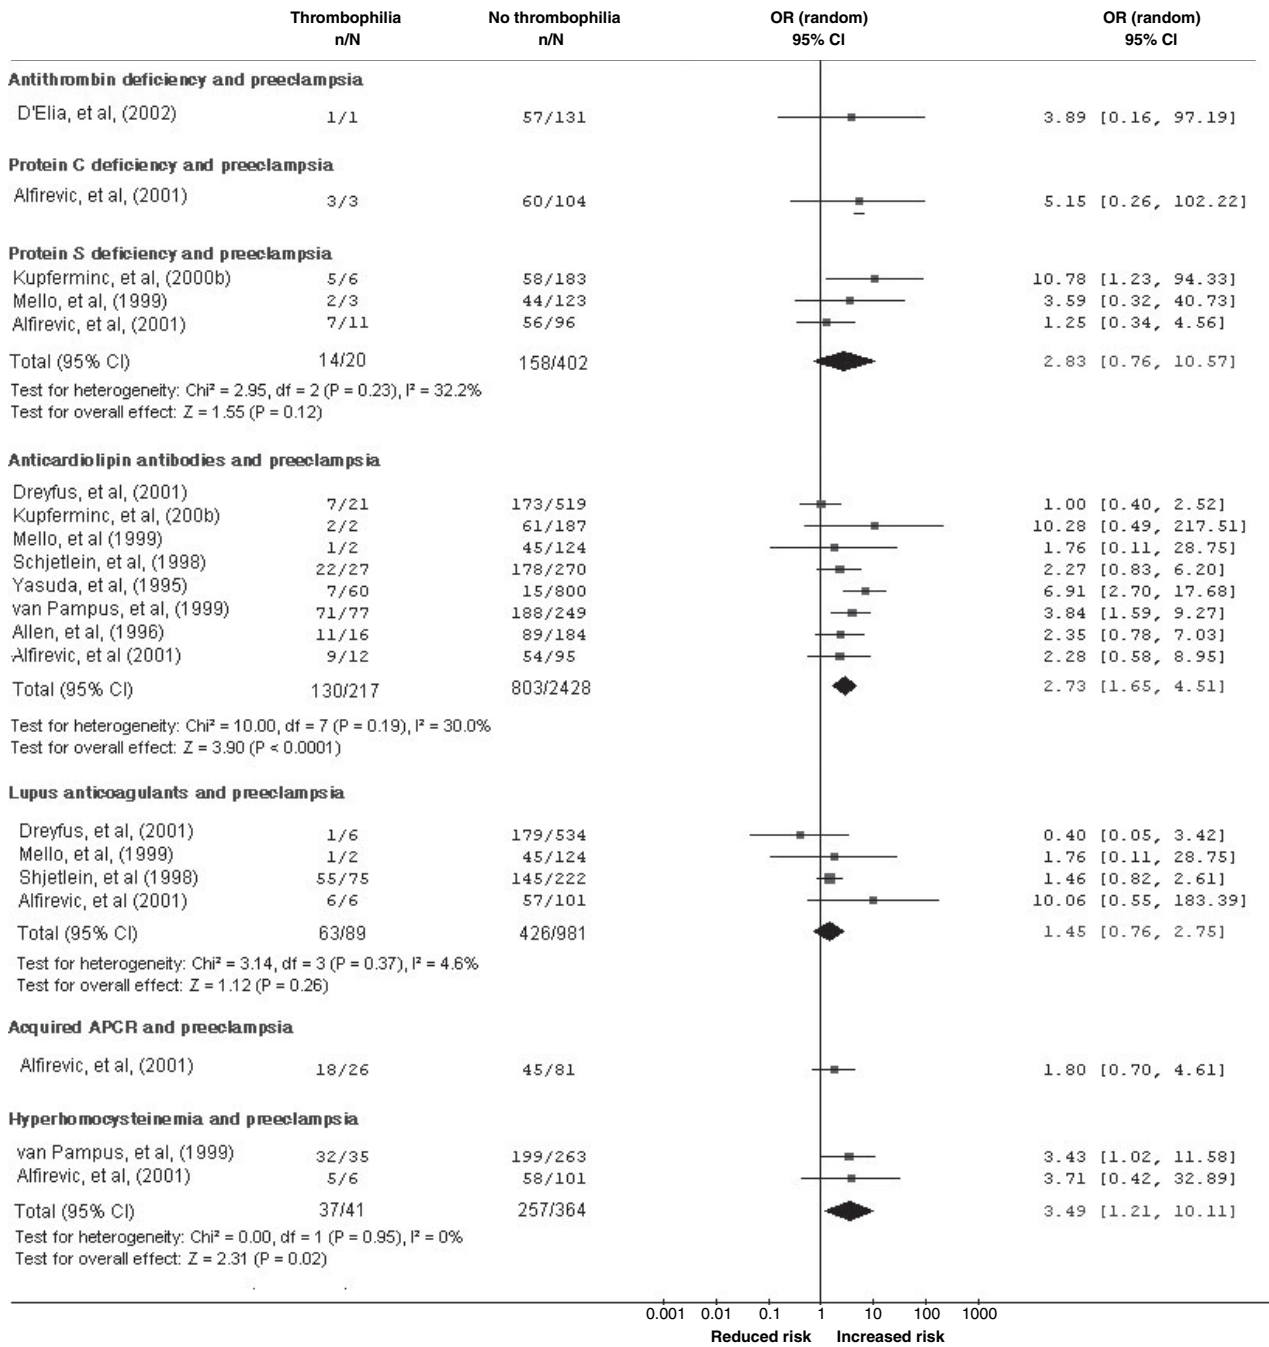 Thrombophilia No thrombophilia OR (random) OR (random)
n/N n/N 95% CI 95% CI
Antithrombin deficiency and preeclampsia
D'Elia, et al, (2002) 1/1 57/131 3.89 [0.16, 97.19]
Protein C deficiency and preeclampsia
Alfirevic, et al, (2001) 3/3 60/104 5.15 [0.26, 102.22]
Protein S deficiency and preeclampsia
Kupferminc, et al, (2000b) 5/6 58/183 10.78 [1.23, 94.33]
Mello, et al, (1999) 2/3 44/123 3.59 [0.32, 40.73]
Alfirevic, et al, (2001) 7/11 56/96 1.25 [0.34, 4.56]
Total (95% CI) 14/20 158/402 2.83 [0.76, 10.57]
Test for heterogeneity: Chi² = 2.95, df = 2 (P = 0.23), I² = 32.2%
Test for overall effect: Z = 1.55 (P = 0.12)
Anticardiolipin antibodies and preeclampsia
Dreyfus, et al, (2001) 7/21 173/519 1.00 [0.40, 2.52]
Kupferminc, et al, (200b) 2/2 61/187 10.28 [0.49, 217.51]
Mello, et al (1999) 1/2 45/124 1.76 [0.11, 28.75]
Schjetlein, et al, (1998) 22/27 178/270 2.27 [0.83, 6.20]
Yasuda, et al, (1995) 7/60 15/800 6.91 [2.70, 17.68]
van Pampus, et al, (1999) 71/77 188/249 3.84 [1.59, 9.27]
Allen, et al, (1996) 11/16 89/184 2.35 [0.78, 7.03]
Alfirevic, et al (2001) 9/12 54/95 2.28 [0.58, 8.95]
Total (95% CI) 130/217 803/2428 2.73 [1.65, 4.51]
Test for heterogeneity: Chi² = 10.00, df = 7 (P = 0.19), I² = 30.0%
Test for overall effect: Z = 3.90 (P < 0.0001)
Lupus anticoagulants and preeclampsia
Dreyfus, et al, (2001) 1/6 179/534 0.40 [0.05, 3.42]
Mello, et al, (1999) 1/2 45/124 1.76 [0.11, 28.75]
Shjetlein, et al (1998) 55/75 145/222 1.46 [0.82, 2.61]
Alfirevic, et al (2001) 6/6 57/101 10.06 [0.55, 183.39]
Total (95% CI) 63/89 426/981 1.45 [0.76, 2.75]
Test for heterogeneity: Chi² = 3.14, df = 3 (P = 0.37), I² = 4.6%
Test for overall effect: Z = 1.12 (P = 0.26)
Acquired APCR and preeclampsia
Alfirevic, et al, (2001) 18/26 45/81 1.80 [0.70, 4.61]
Hyperhomocysteinemia and preeclampsia
van Pampus, et al, (1999) 32/35 199/263 3.43 [1.02, 11.58]
Alfirevic, et al, (2001) 5/6 58/101 3.71 [0.42, 32.89]
Total (95% CI) 37/41 257/364 3.49 [1.21, 10.11]
Test for heterogeneity: Chi² = 0.00, df = 1 (P = 0.95), I² = 0%
Test for overall effect: Z = 2.31 (P = 0.02)
0.001 0.01 0.1 1 10 100 1000
Reduced risk Increased risk